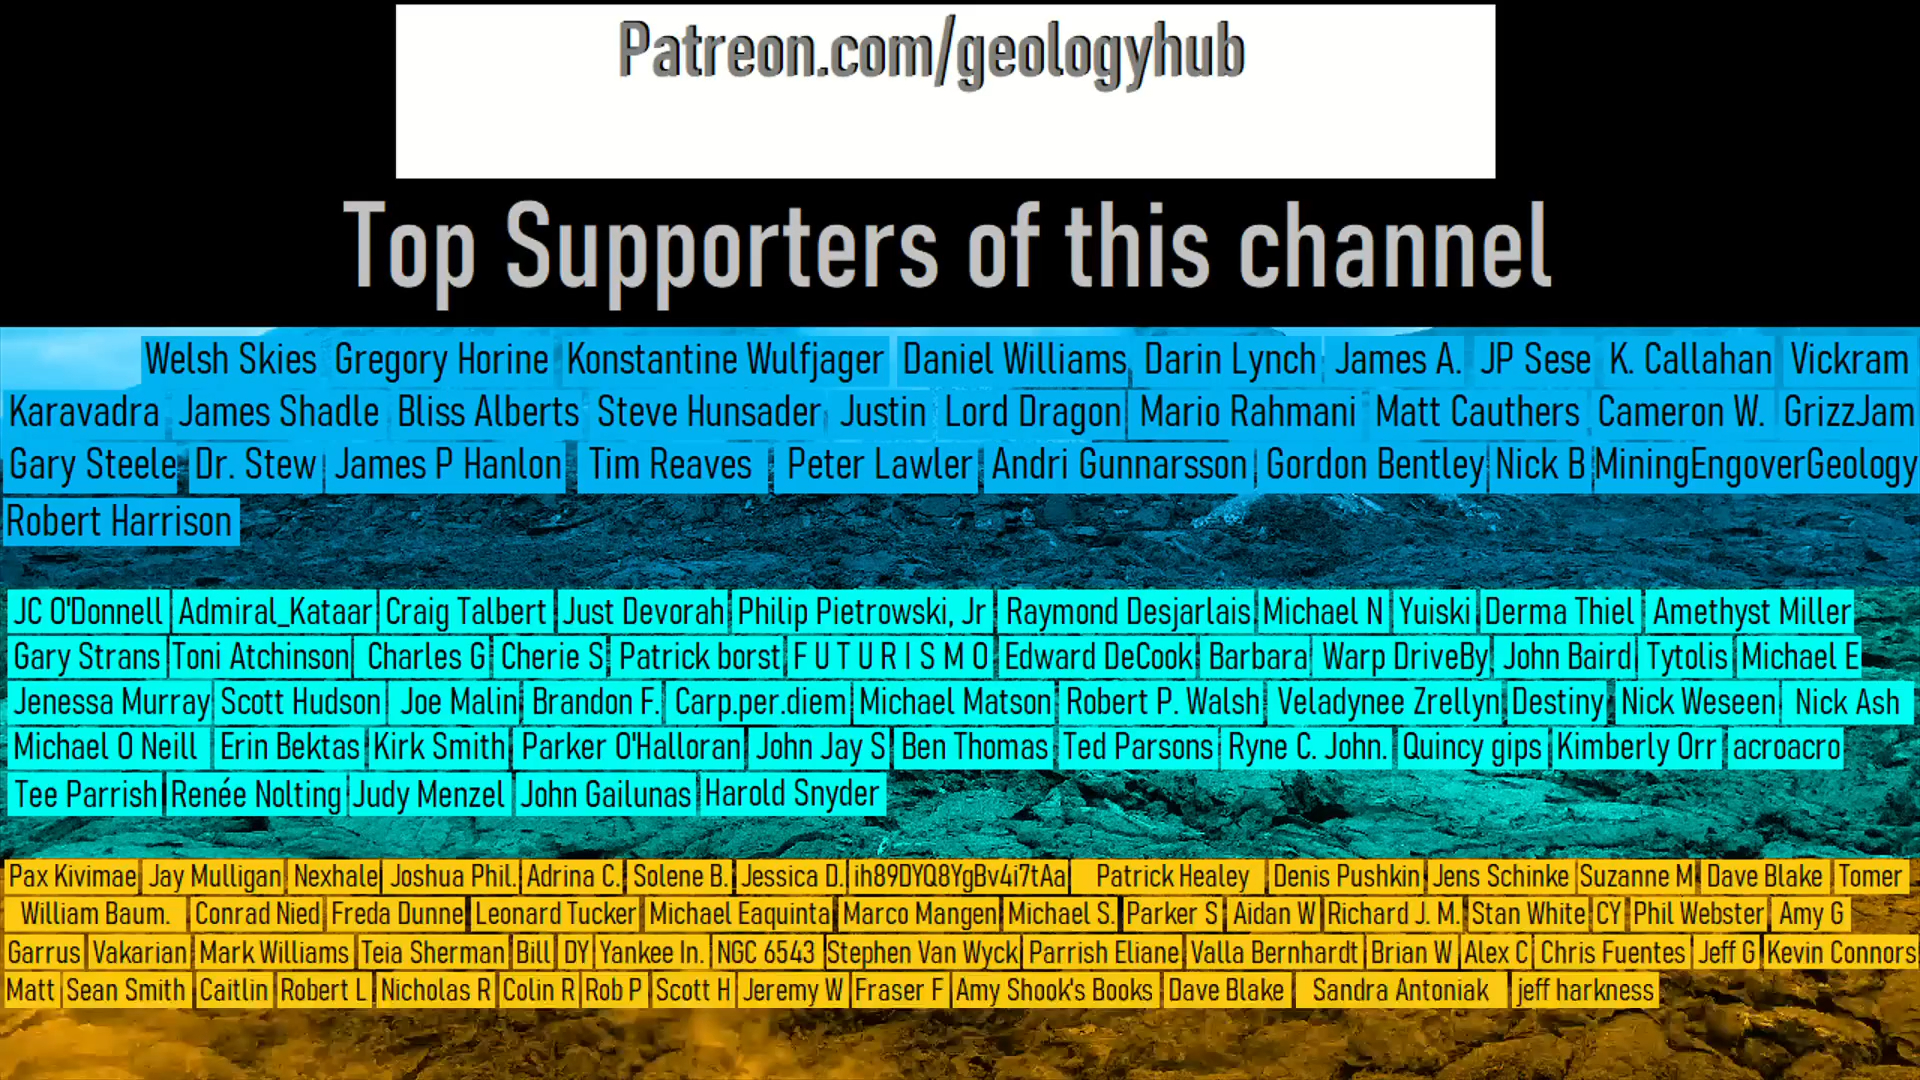 Patreon.com/geologyhub
Top Supporters of this channel
Welsh Skies Gregory Horine Konstantine Wulfjager Daniel Williams Darin Lynch James A. JP Sese K. Callahan Vickram
Karavadra James Shadle Bliss Alberts Steve Hunsader Justin Lord Dragon Mario Rahmani Matt Cauthers Cameron W. GrizzJam
Gary Steele Dr. Stew James P Hanlon Tim Reaves Peter Lawler Andri Gunnarsson Gordon Bentley Nick B MiningEngoverGeology
Robert Harrison
JC O'Donnell Admiral_Kataar Craig Talbert Just Devorah Philip Pietrowski, Jr Raymond Desjarlais Michael N Yuiski Derma Thiel Amethyst Miller
Gary Strans Toni Atchinson Charles G Cherie S Patrick borst F U T U R I S M O Edward DeCook Barbara Warp DriveBy John Baird Tytolis Michael E
Jenessa Murray Scott Hudson Joe Malin Brandon F. Carp.per.diem Michael Matson Robert P. Walsh Veladynee Zrellyn Destiny Nick Weseen Nick Ash
Michael O Neill Erin Bektas Kirk Smith Parker O'Halloran John Jay S Ben Thomas Ted Parsons Ryne C. John. Quincy gips Kimberly Orr acroacro
Tee Parrish Renée Nolting Judy Menzel John Gailunas Harold Snyder
Pax Kivimae Jay Mulligan Nexhale Joshua Phil. Adrina C. Solene B. Jessica D. ih89DYQ8YgBv4i7tAa Patrick Healey Denis Pushkin Jens Schinke Suzanne M Dave Blake Tomer
William Baum. Conrad Nied Freda Dunne Leonard Tucker Michael Eaquinta Marco Mangen Michael S. Parker S Aidan W Richard J. M. Stan White CY Phil Webster Amy G
Garrus Vakarian Mark Williams Teia Sherman Bill DY Yankee In. NGC 6543 Stephen Van Wyck Parrish Eliane Valla Bernhardt Brian W Alex C Chris Fuentes Jeff G Kevin Connors
Matt Sean Smith Caitlin Robert L Nicholas R Colin R Rob P Scott H Jeremy W Fraser F Amy Shook's Books Dave Blake Sandra Antoniak jeff harkness